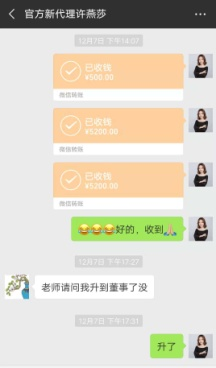 官方新代理许燕莎
12月7日 下午14:07
已收钱
¥500.00
微信转账
已收钱
¥5200.00
微信转账
已收钱
¥5200.00
微信转账
😂😂😂好的，收到🙏🏻
12月7日 下午17:27
老师请问我升到董事了没
12月7日 下午17:31
升了